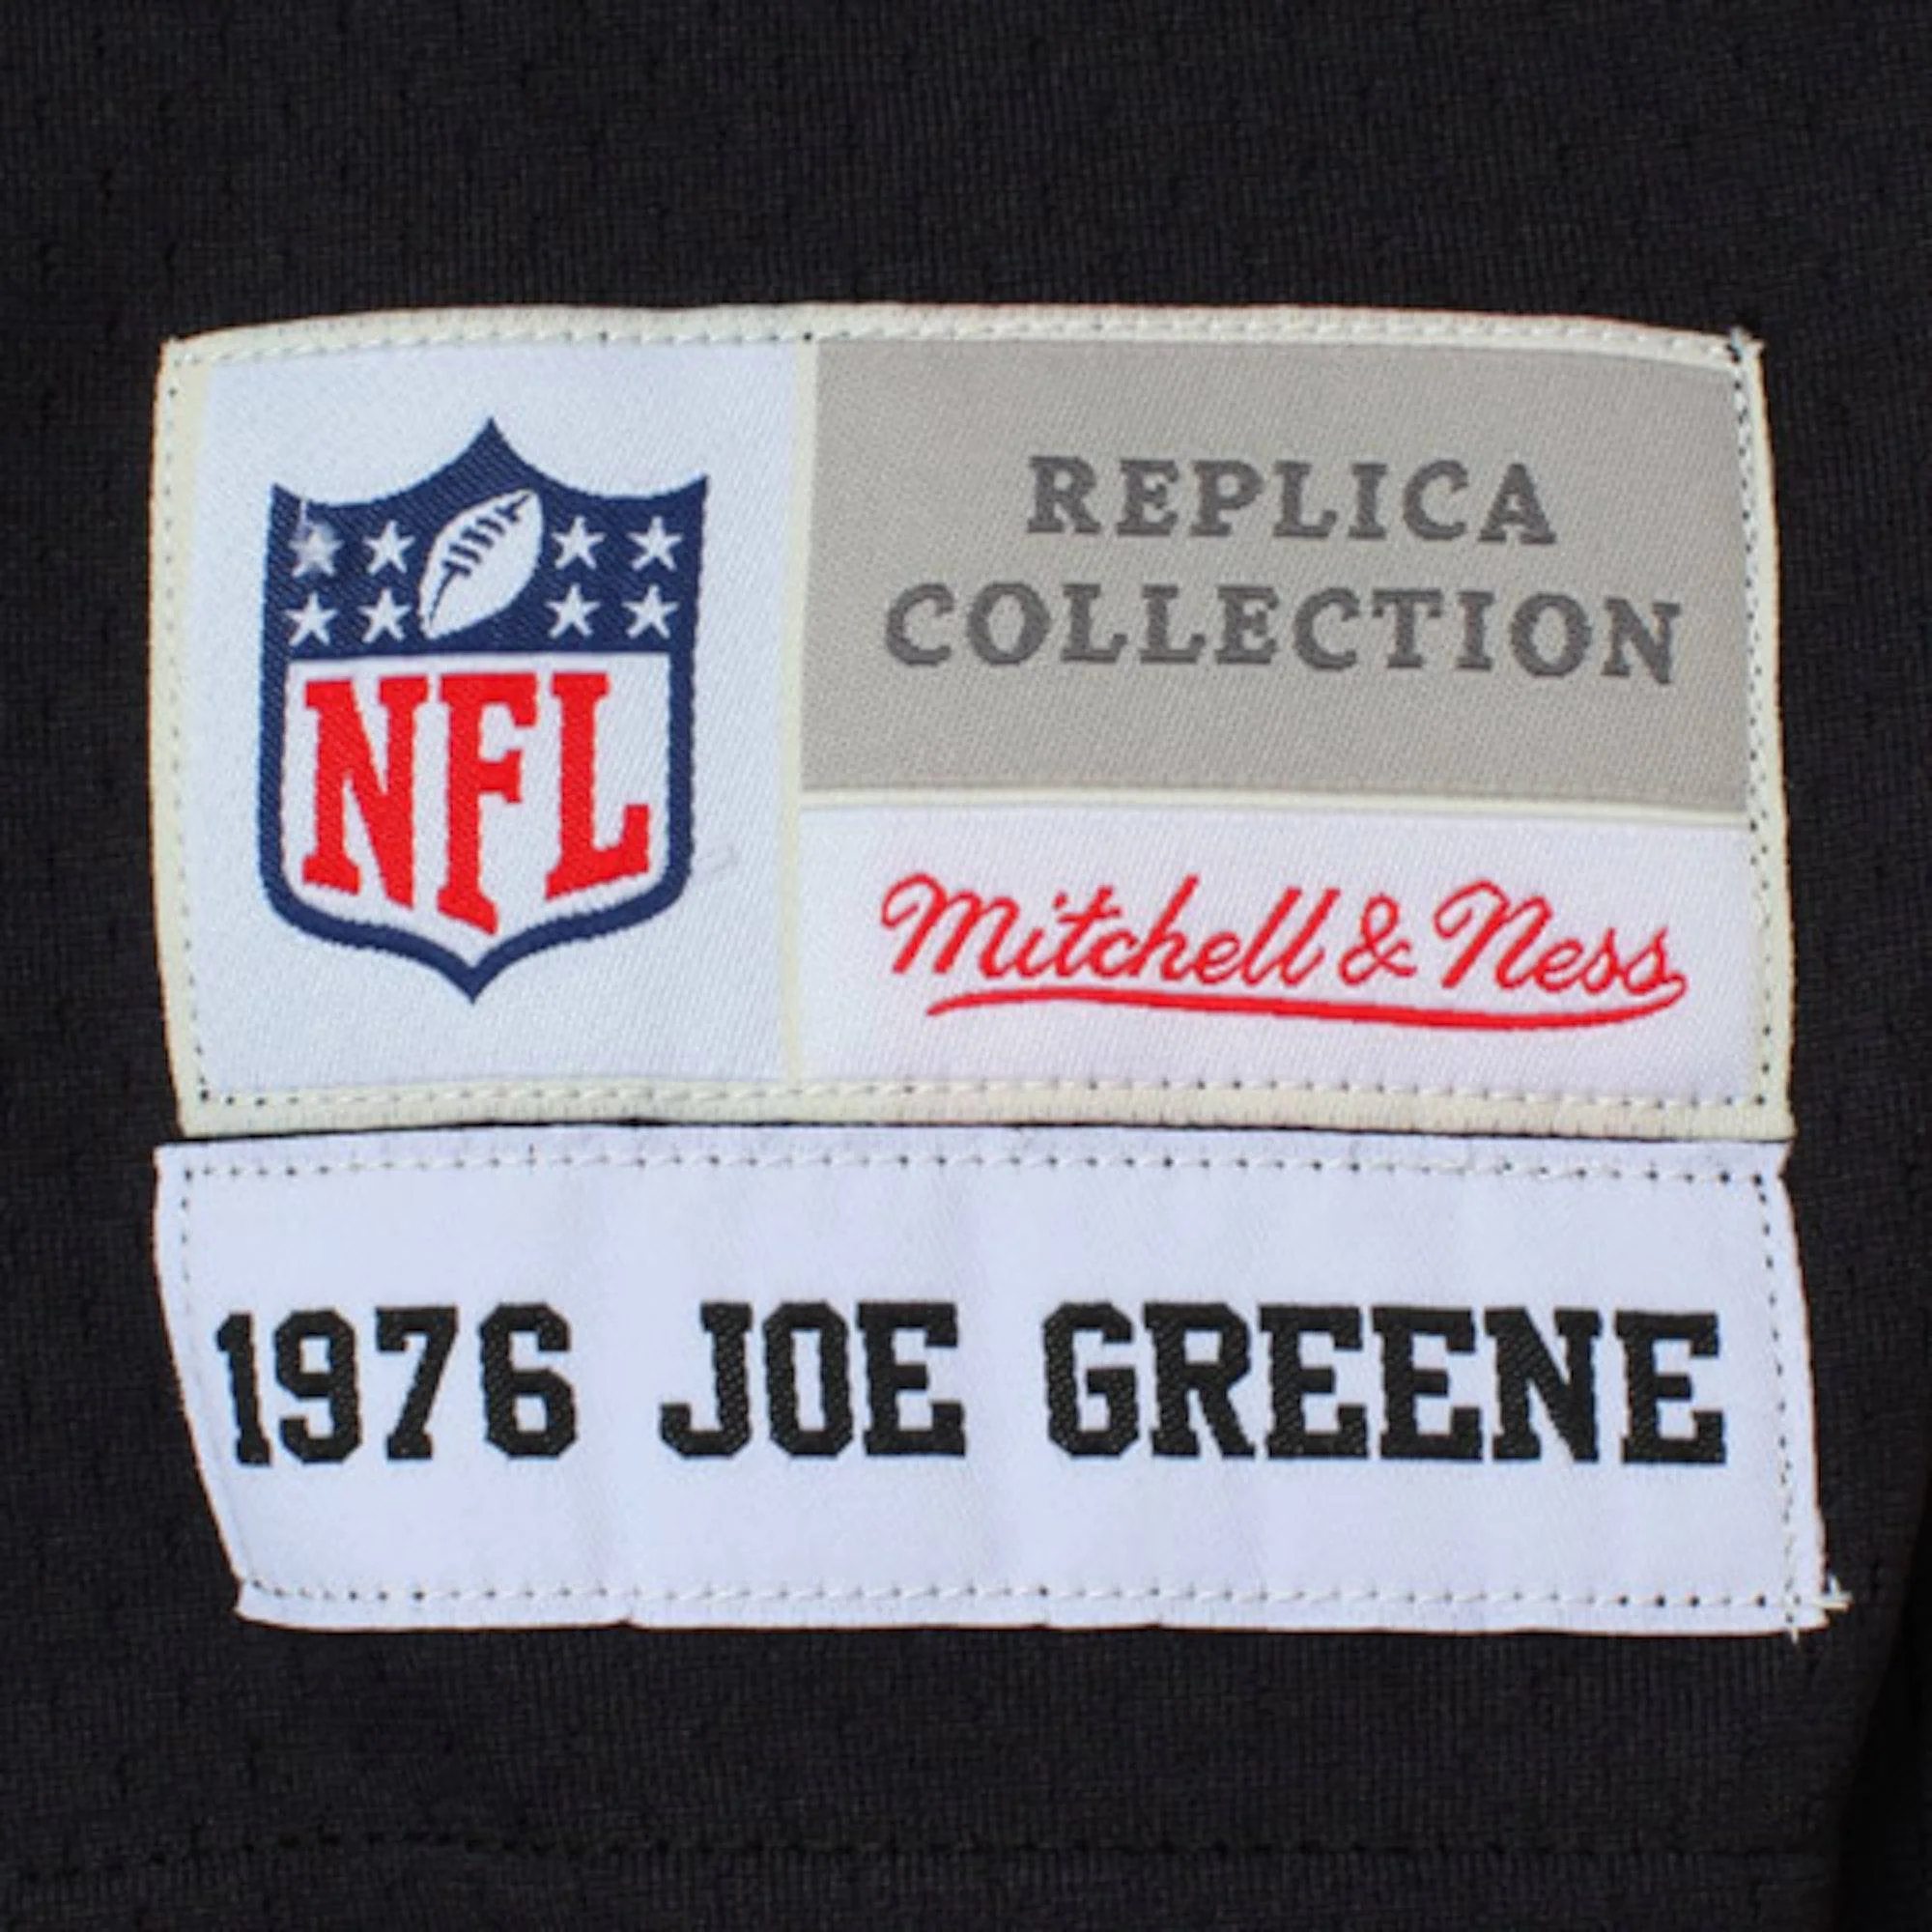 NFL
REPLICA
COLLECTION
Mitchell & Ness
1976 JOE GREENE